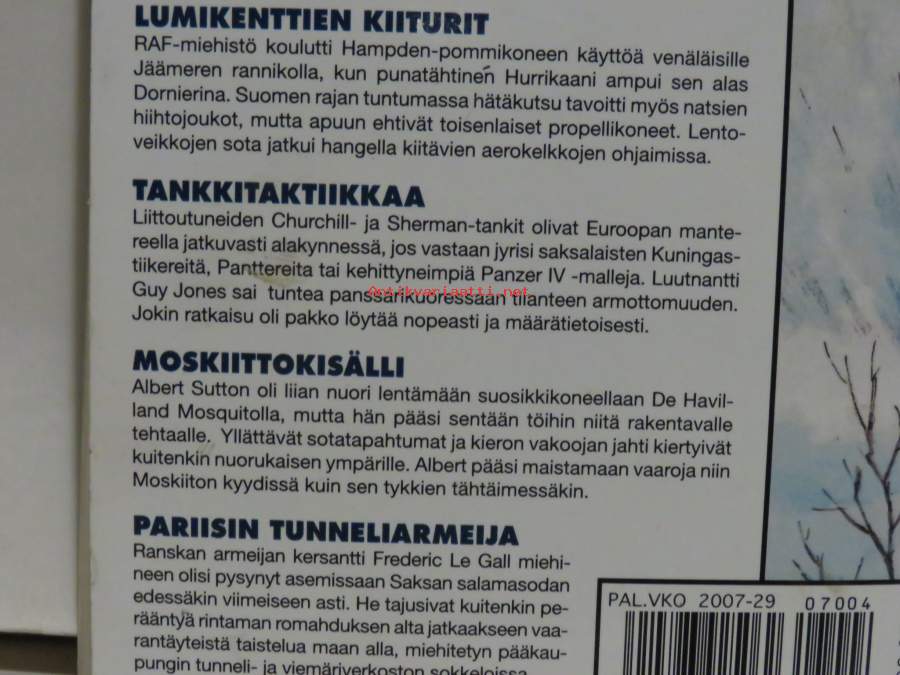 LUMIKENTTIEN KIITURIT
RAF-miehistö koulutti Hampden-pommikoneen käyttöä venäläisille
Jäämeren rannikolla, kun punatähtinen Hurrikaani ampui sen alas
Dornierina. Suomen rajan tuntumassa hätäkutsu tavoitti myös natsien
hiihtojoukot, mutta apuun ehtivät toisenlaiset propellikoneet. Lento-
veikkojen sota jatkui hangella kiitävien aerokelkkojen ohjaimissa.
TANKKITAKTIIKKAA
Liittoutuneiden Churchill- ja Sherman-tankit olivat Euroopan mante-
reella jatkuvasti alakynnessä, jos vastaan jyrisi saksalaisten Kuningas-
tiikereitä, Panttereita tai kehittyneimpiä Panzer IV -malleja. Luutnantti
Antikvariaatti.net
Guy Jones sai tuntea panssarikuoressaan tilanteen armottomuuden.
Jokin ratkaisu oli pakko löytää nopeasti ja määrätietoisesti.
MOSKIITTOKISÄLLI
Albert Sutton oli liian nuori lentämään suosikkikoneellaan De Havil-
land Mosquitolla, mutta hän pääsi sentään töihin niitä rakentavalle
tehtaalle. Yllättävät sotatapahtumat ja kieron vakoojan jahti kiertyivät
kuitenkin nuorukaisen ympärille. Albert pääsi maistamaan vaaroja niin
Moskiiton kyydissä kuin sen tykkien tähtäimessäkin.
PARIISIN TUNNELIARMEIJA
Ranskan armeijan kersantti Frederic Le Gall miehi-
neen olisi pysynyt asemissaan Saksan salamasodan
edessäkin viimeiseen asti. He tajusivat kuitenkin pe-
rääntyä rintaman romahduksen alta jatkaakseen vaa-
rantäyteistä taistelua maan alla, miehitetyn pääkau-
pungin tunneli- ja viemäriverkoston sokkeloissa.
PAL.VKO 2007-29 07004